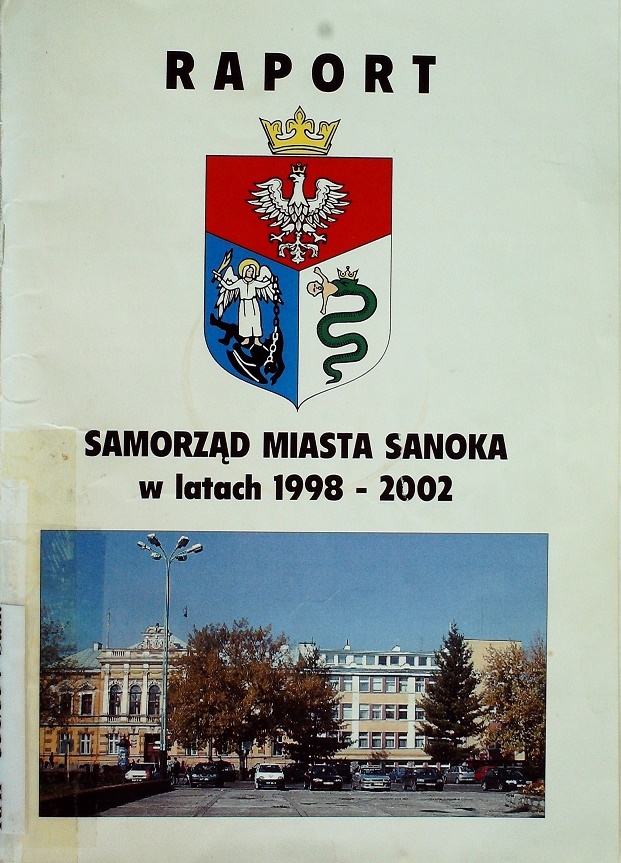 RAPORT
SAMORZĄD MIASTA SANOKA
w latach 1998 - 2002